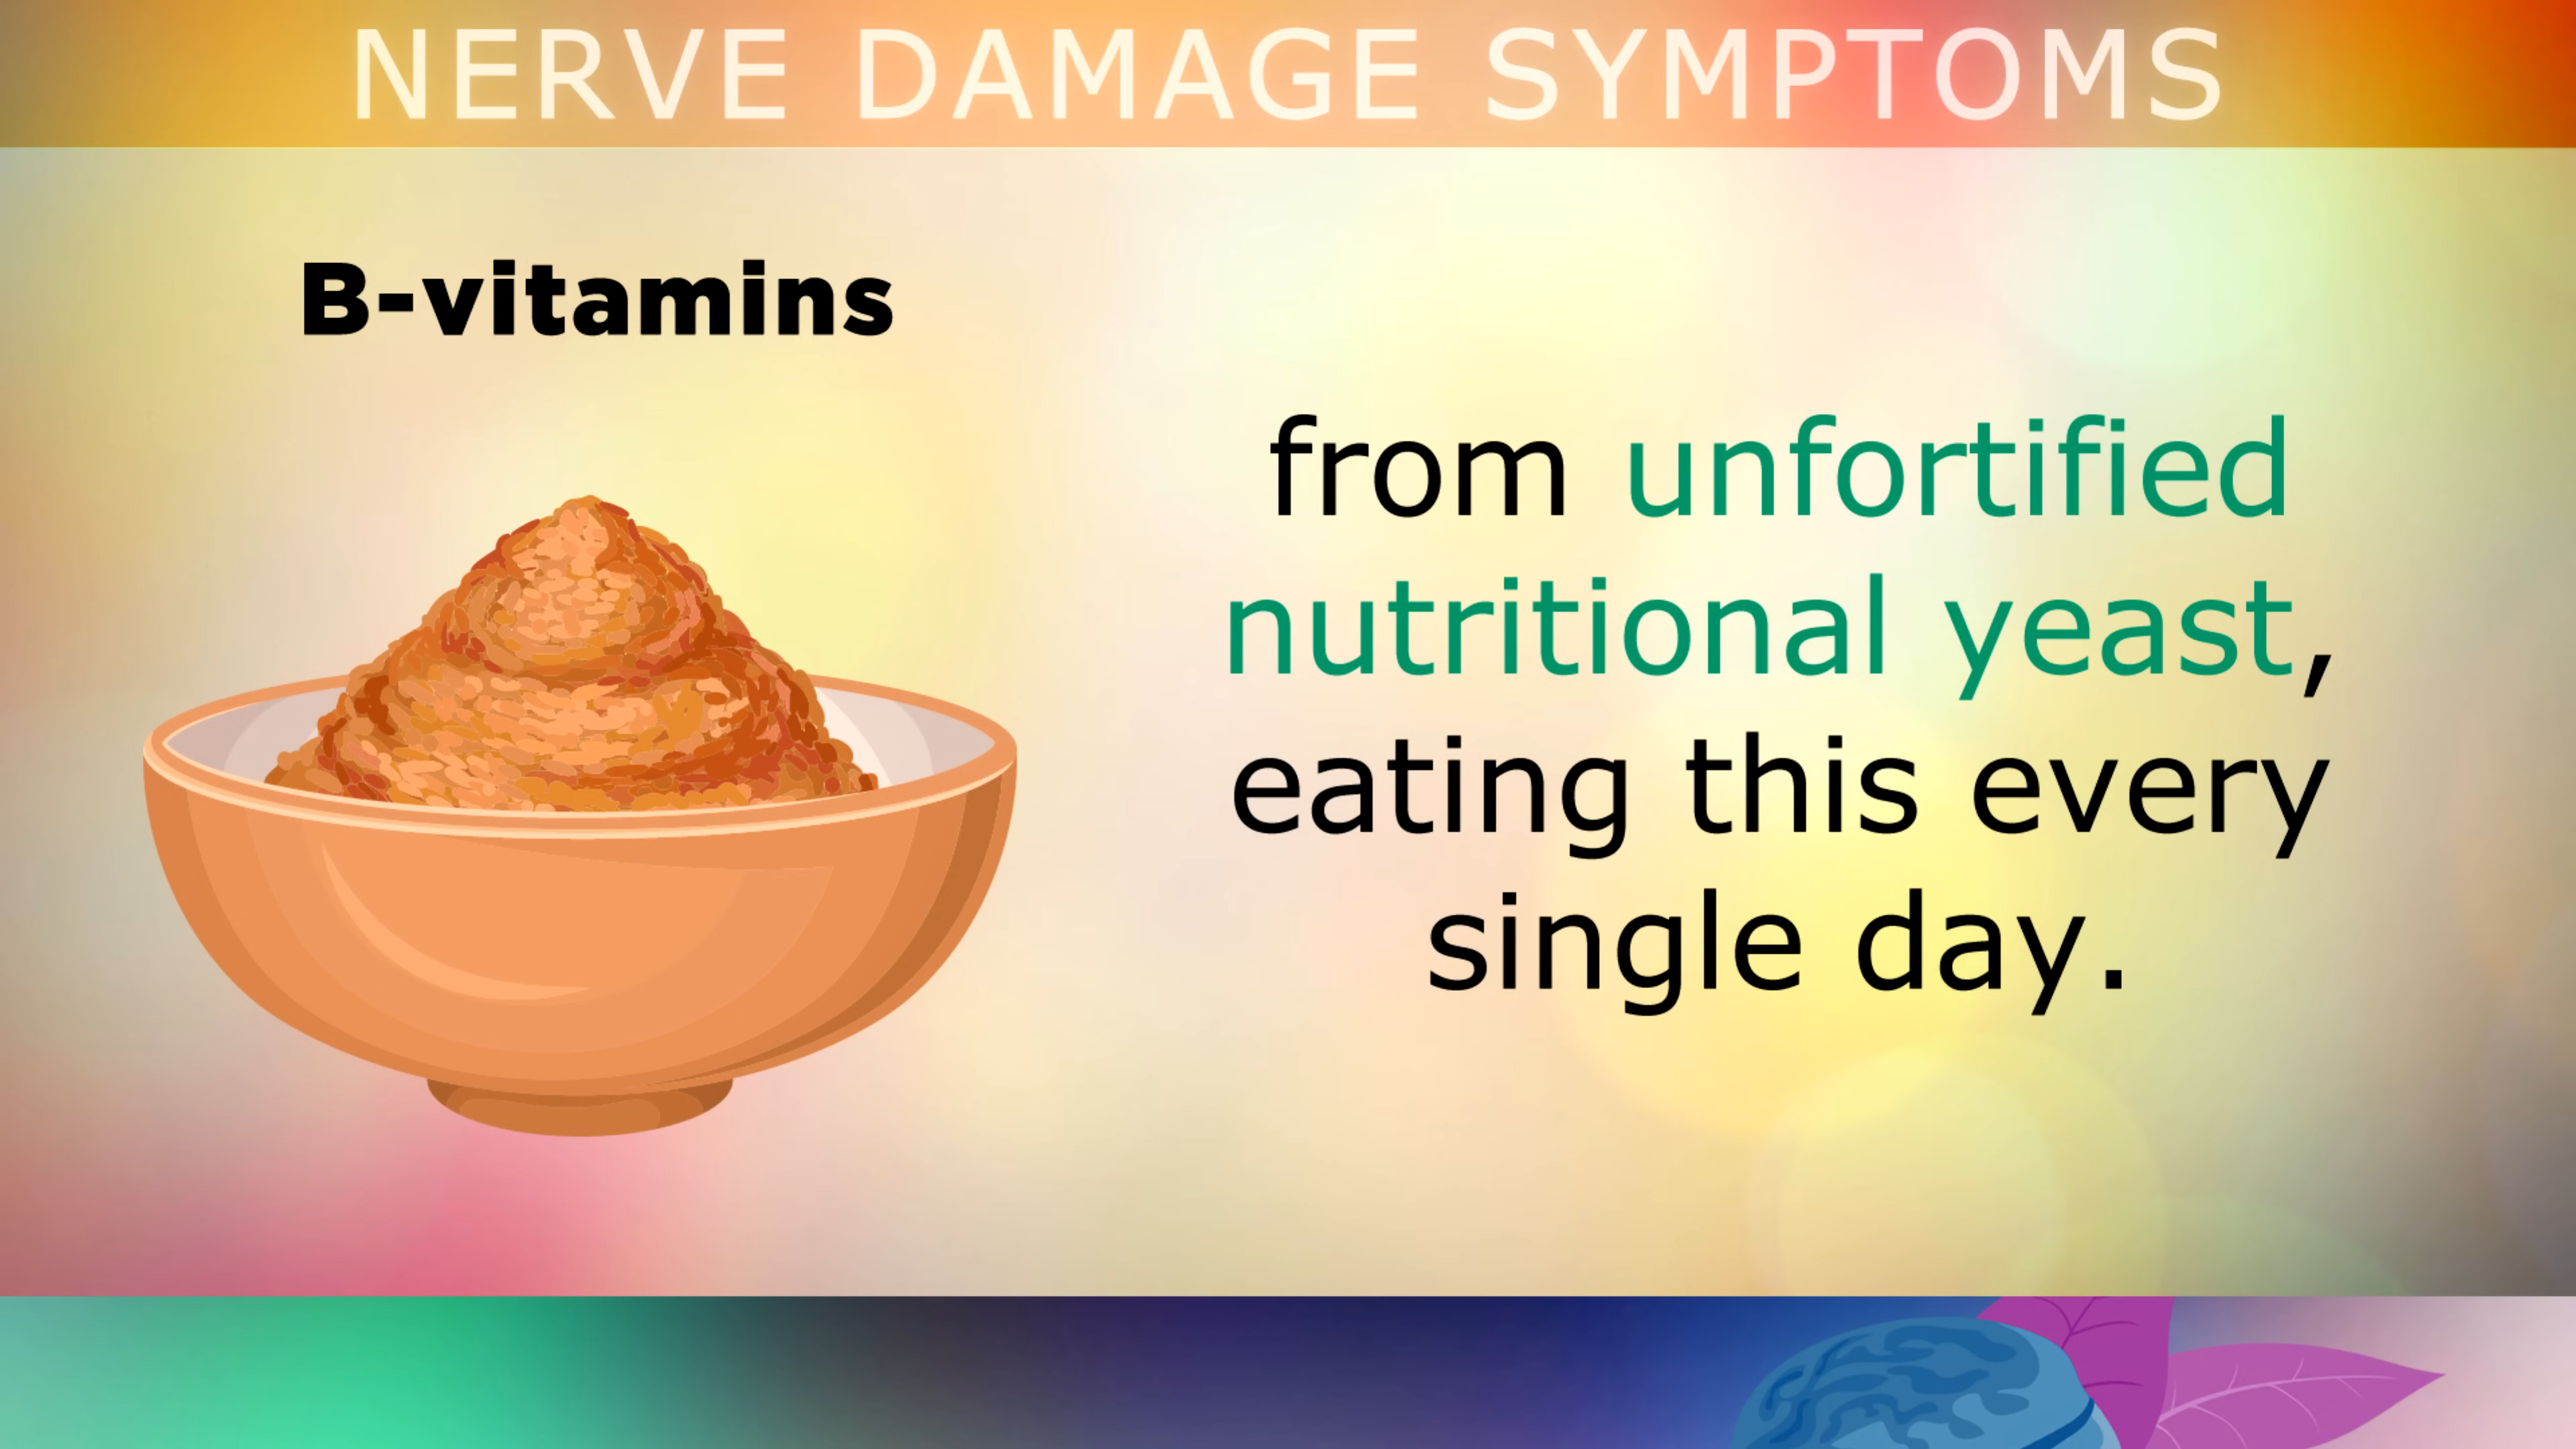 NERVE DAMAGE SYMPTOMS
B-vitamins
from unfortified
nutritional yeast,
eating this every
single day.